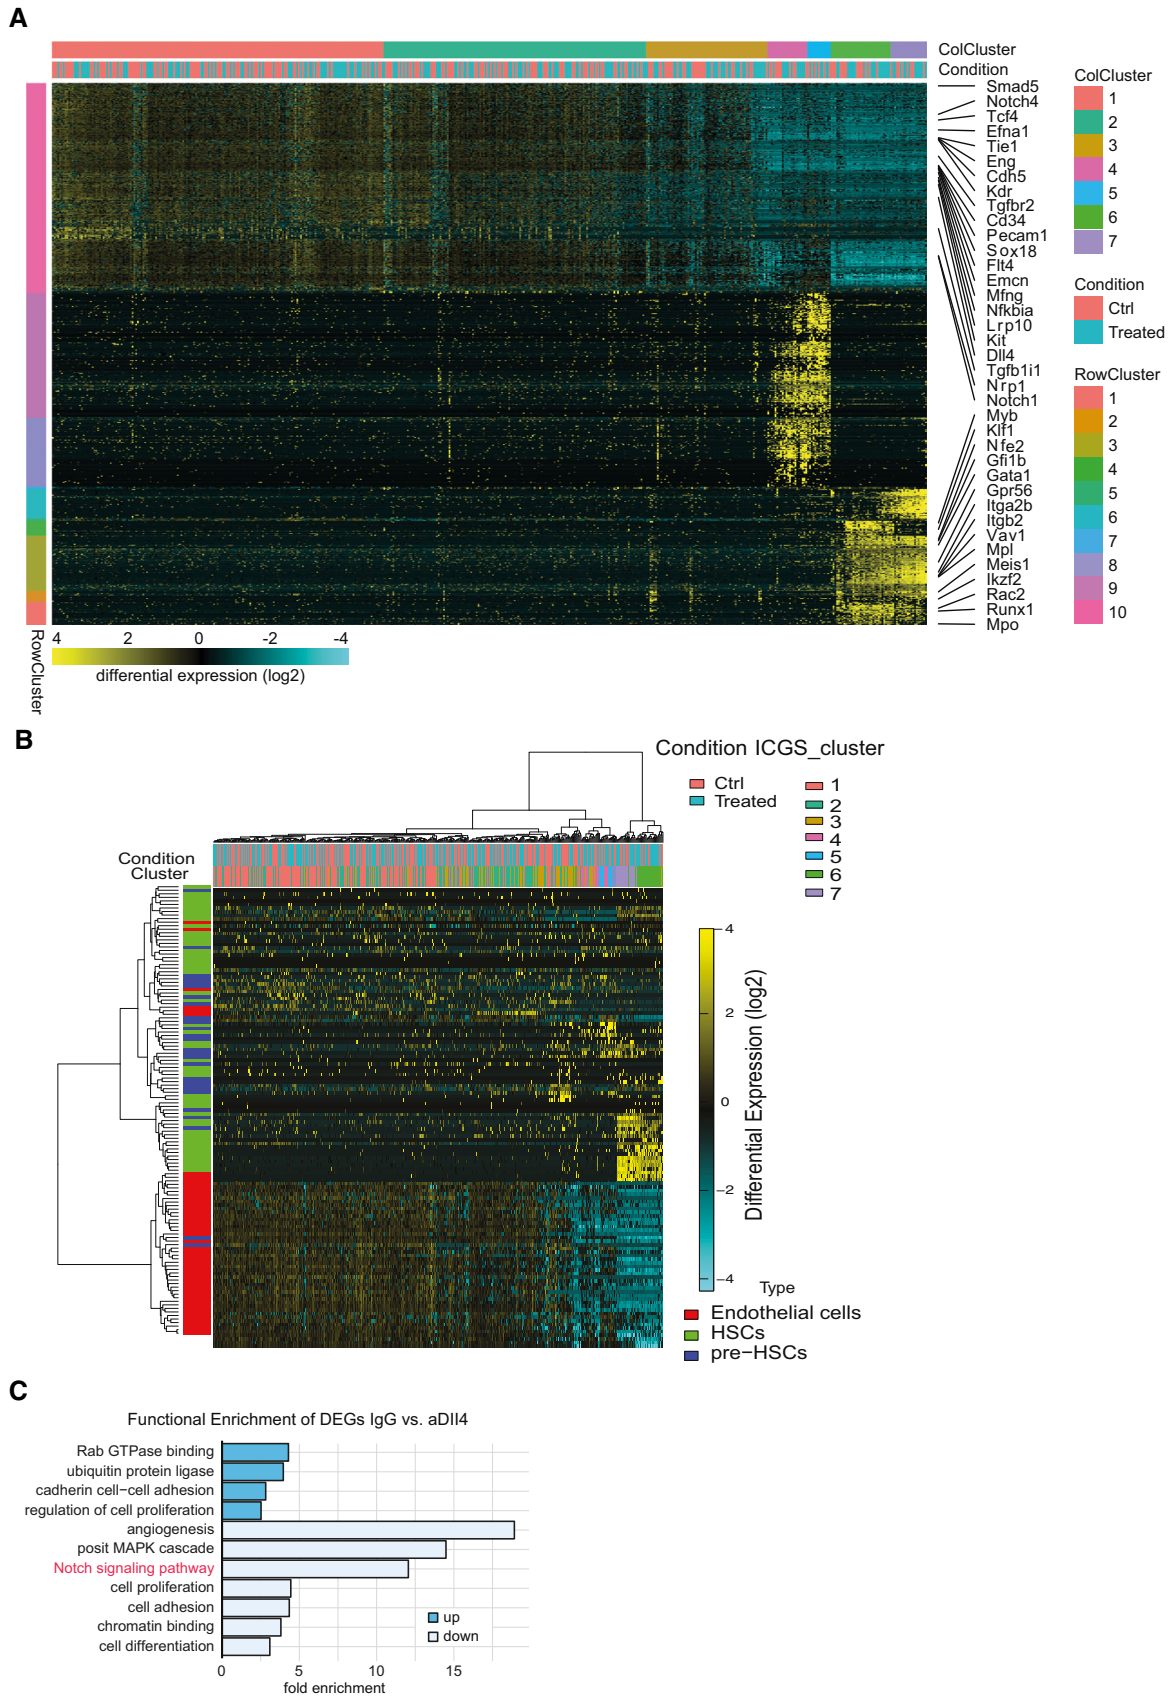 A
ColCluster
Condition
Smad5
Notch4
Tcf4
Efna1
Tie1
Eng
Cdh5
Kdr
Tgfbr2
Cd34
Pecam1
Sox18
Flt4
Emcn
Mfng
Nfkbia
Lrp10
Kit
Dll4
Tgfb1i1
Nrp1
Notch1
Myb
Klf1
Nfe2
Gfi1b
Gata1
Gpr56
Itga2b
Itgb2
Vav1
Mpl
Meis1
Ikzf2
Rac2
Runx1
Mpo
ColCluster
1
2
3
4
5
6
7
Condition
Ctrl
Treated
RowCluster
1
2
3
4
5
6
7
8
9
10
RowCluster
4 2 0 -2 -4
differential expression (log2)
B
Condition ICGS_cluster
Ctrl
Treated
1
2
3
4
5
6
7
Condition
Cluster
4
2
0
−2
−4
Differential Expression (log2)
Type
Endothelial cells
HSCs
pre−HSCs
C
Functional Enrichment of DEGs IgG vs. aDll4
Rab GTPase binding
ubiquitin protein ligase
cadherin cell−cell adhesion
regulation of cell proliferation
angiogenesis
posit MAPK cascade
Notch signaling pathway
cell proliferation
cell adhesion
chromatin binding
cell differentiation
up
down
0 5 10 15
fold enrichment